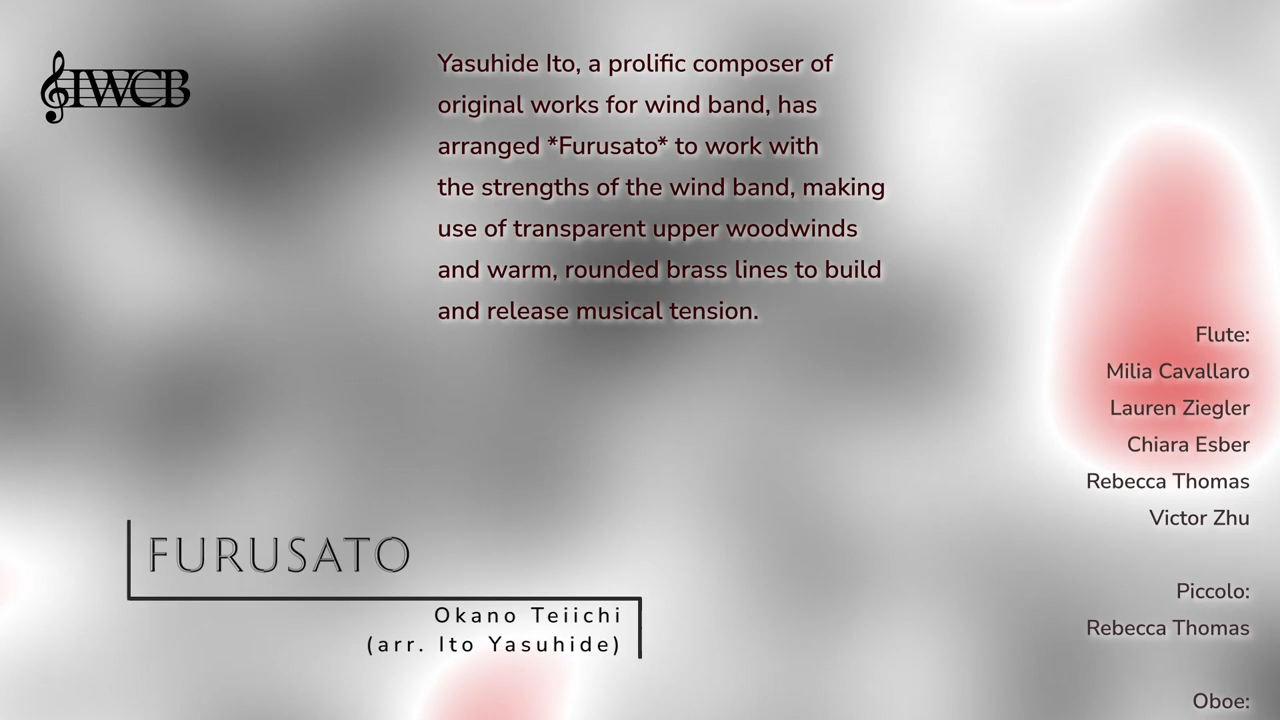 IWCB
Yasuhide Ito, a prolific composer of
original works for wind band, has
arranged *Furusato* to work with
the strengths of the wind band, making
use of transparent upper woodwinds
and warm, rounded brass lines to build
and release musical tension.
FURUSATO
Okano Teiichi
(arr. Ito Yasuhide)
Flute:
Milia Cavallaro
Lauren Ziegler
Chiara Esber
Rebecca Thomas
Victor Zhu
Piccolo:
Rebecca Thomas
Oboe: